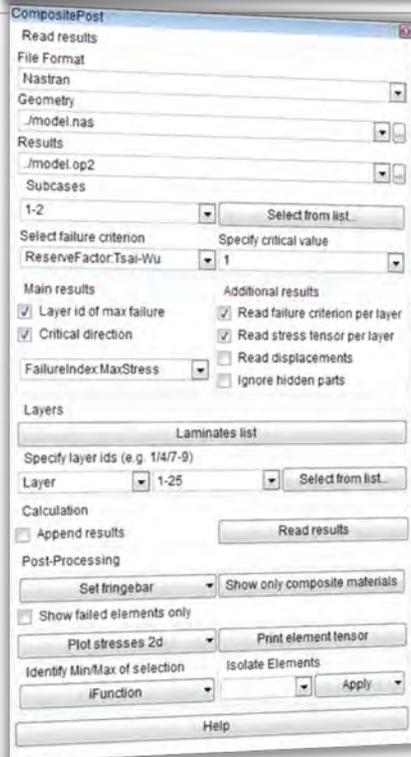 CompositePost
Read results
File Format
Nastran
Geometry
./model.nas
...
Results
./model.op2
...
Subcases
1-2
Select from list...
Select failure criterion
Specify critical value
ReserveFactor:Tsai-Wu
1
Main results
Additional results
Layer id of max failure
Read failure criterion per layer
Critical direction
Read stress tensor per layer
Read displacements
FailureIndex:MaxStress
Ignore hidden parts
Layers
Laminates list
Specify layer ids (e.g. 1/4/7-9)
Layer
1-25
Select from list...
Calculation
Append results
Read results
Post-Processing
Set fringebar
Show only composite materials
Show failed elements only
Plot stresses 2d
Print element tensor
Identify Min/Max of selection
Isolate Elements
iFunction
Apply
Help